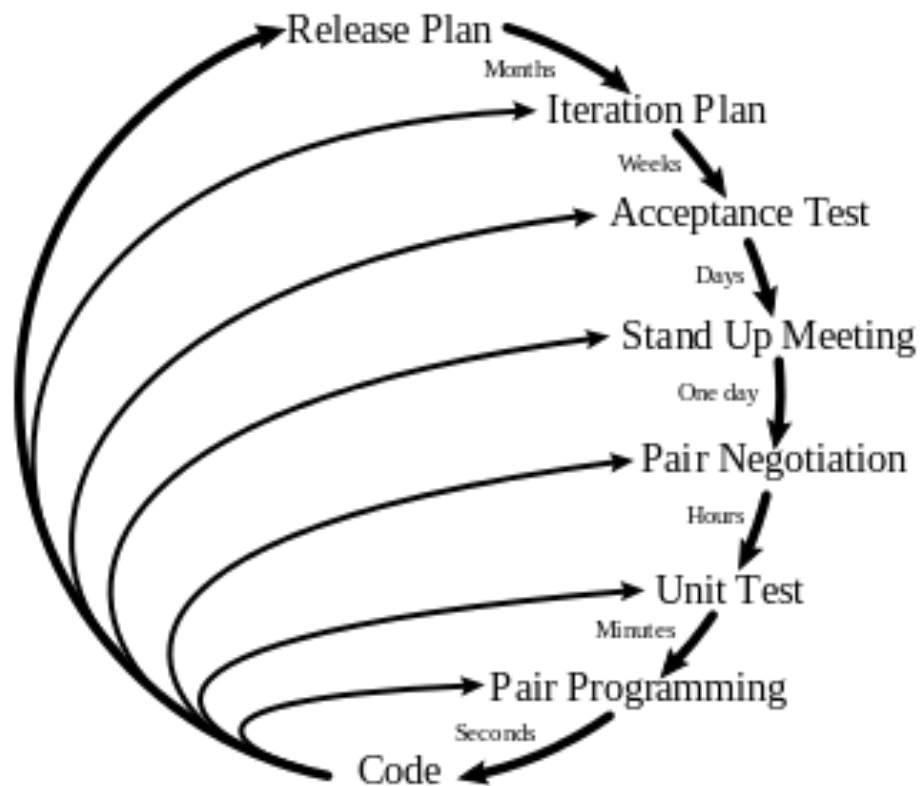 Release Plan
Months
Iteration Plan
Weeks
Acceptance Test
Days
Stand Up Meeting
One day
Pair Negotiation
Hours
Unit Test
Minutes
Pair Programming
Seconds
Code